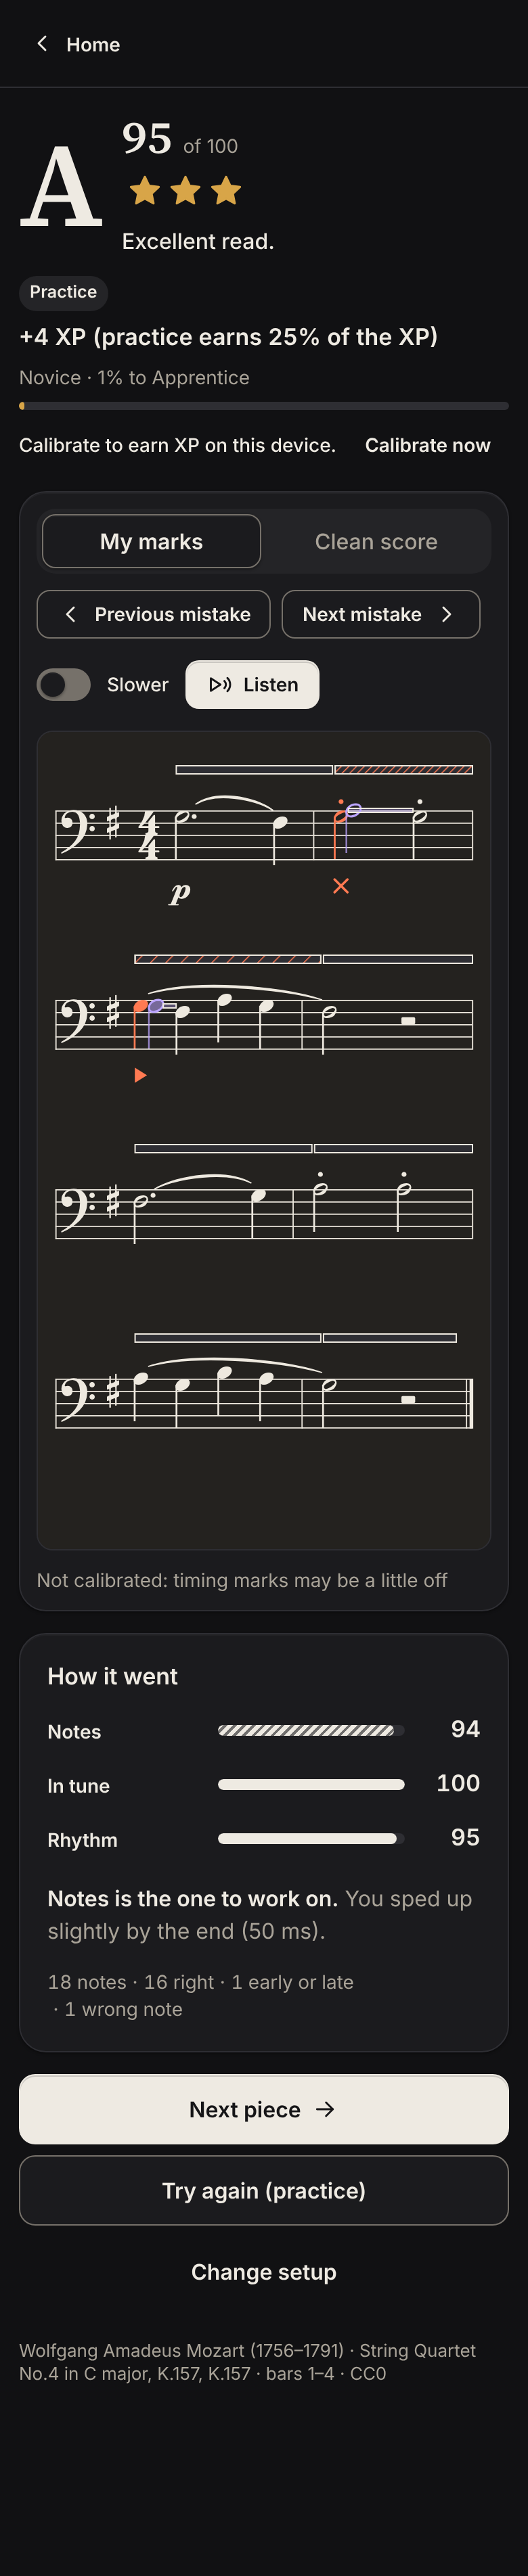 Home
A
95 of 100
Excellent read.
Practice
+4 XP (practice earns 25% of the XP)
Novice · 1% to Apprentice
Calibrate to earn XP on this device. Calibrate now
My marks Clean score
Previous mistake Next mistake
Slower Listen
4
4
p
Not calibrated: timing marks may be a little off
How it went
Notes 94
In tune 100
Rhythm 95
Notes is the one to work on. You sped up
slightly by the end (50 ms).
18 notes · 16 right · 1 early or late
· 1 wrong note
Next piece
Try again (practice)
Change setup
Wolfgang Amadeus Mozart (1756–1791) · String Quartet
No.4 in C major, K.157, K.157 · bars 1–4 · CC0